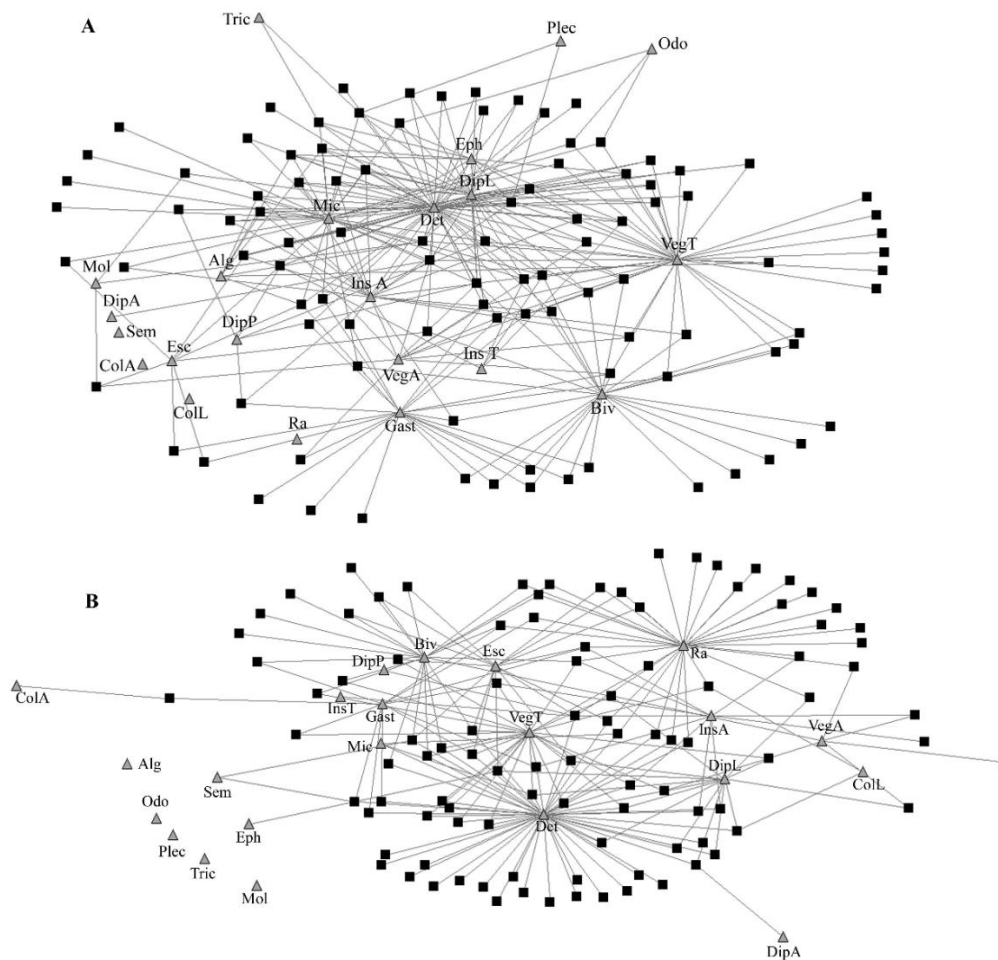 A
Tric
Plec
Odo
Eph
DipL
Mic
Det
VegT
Alg
Mol
Ins A
DipA
Sem
DipP
Esc
ColA
VegA
Ins T
ColL
Biv
Gast
Ra
B
Biv
Esc
Ra
DipP
ColA
InsT
Gast
VegT
InsA
VegA
Mic
Alg
Sem
DipL
ColL
Odo
Eph
Det
Plec
Tric
Mol
DipA